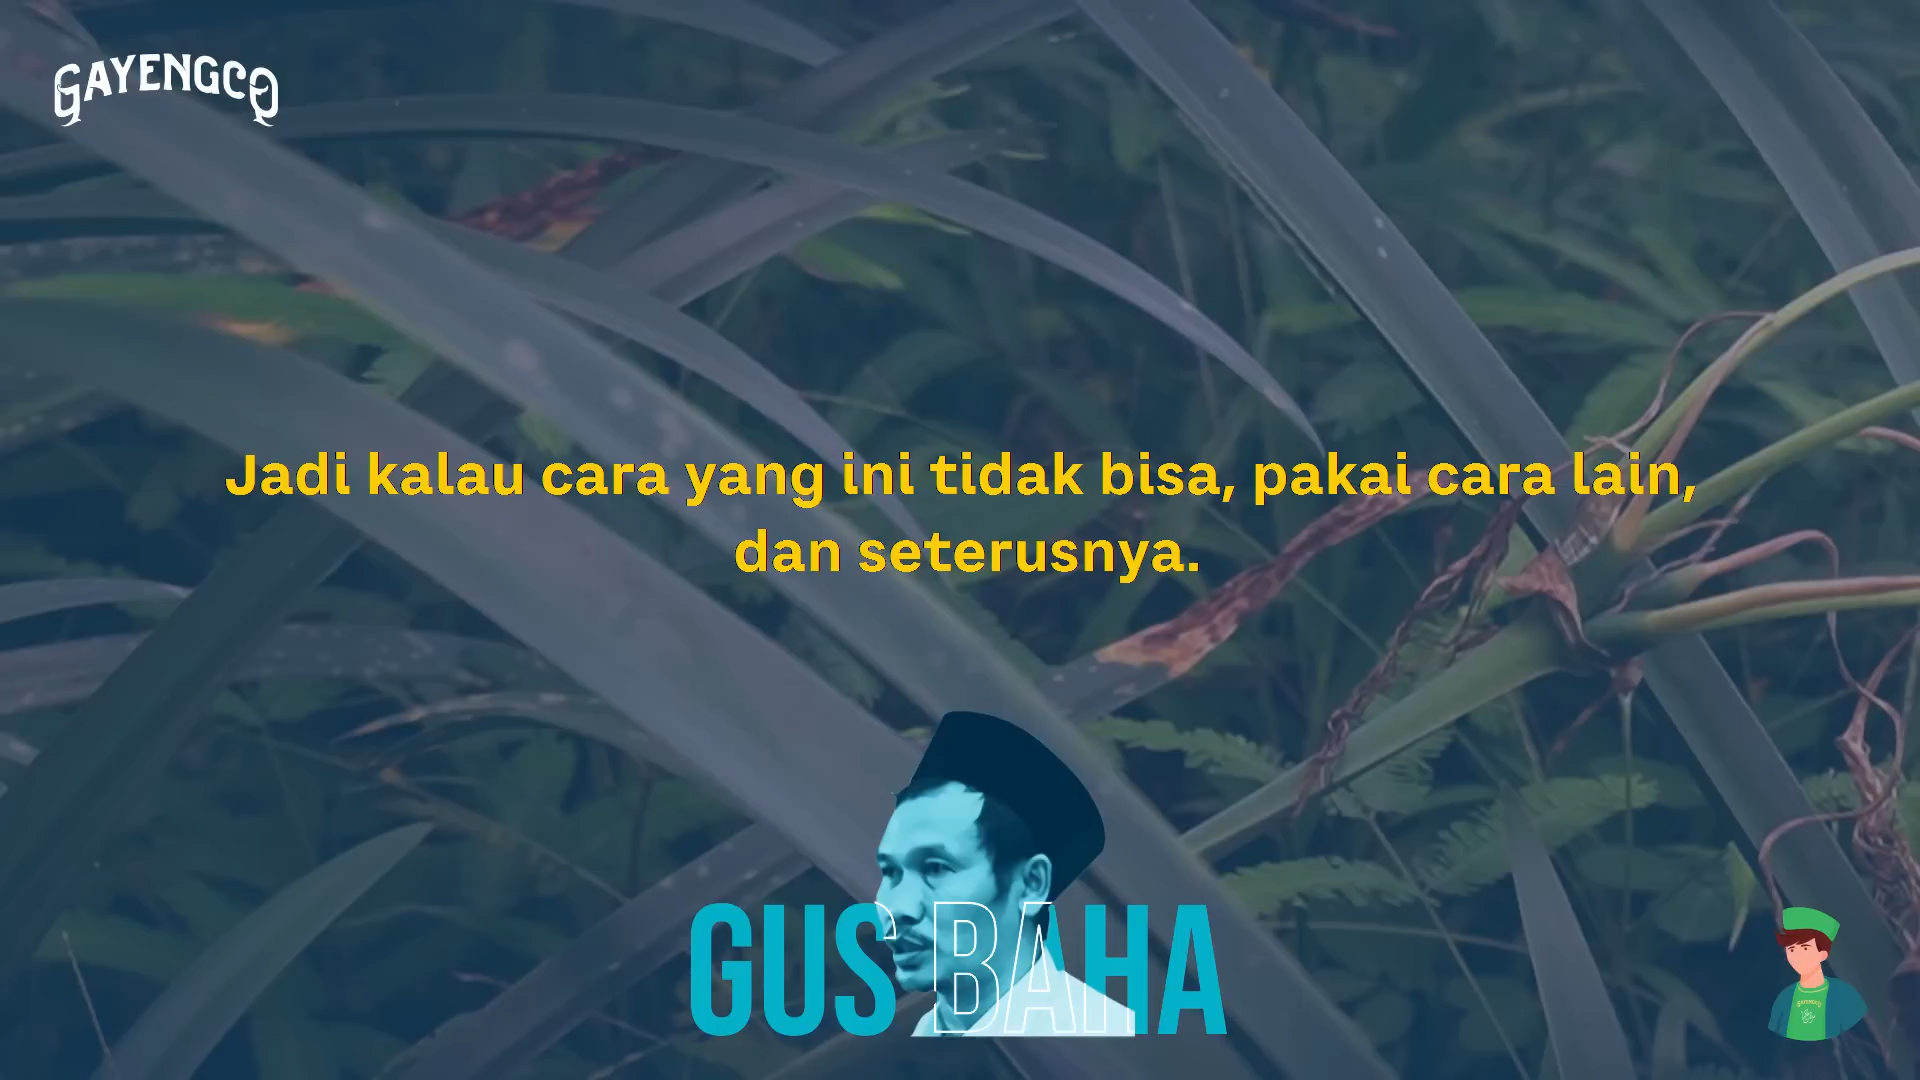 GAYENGCO
Jadi kalau cara yang ini tidak bisa, pakai cara lain,
dan seterusnya.
GUS BAHA